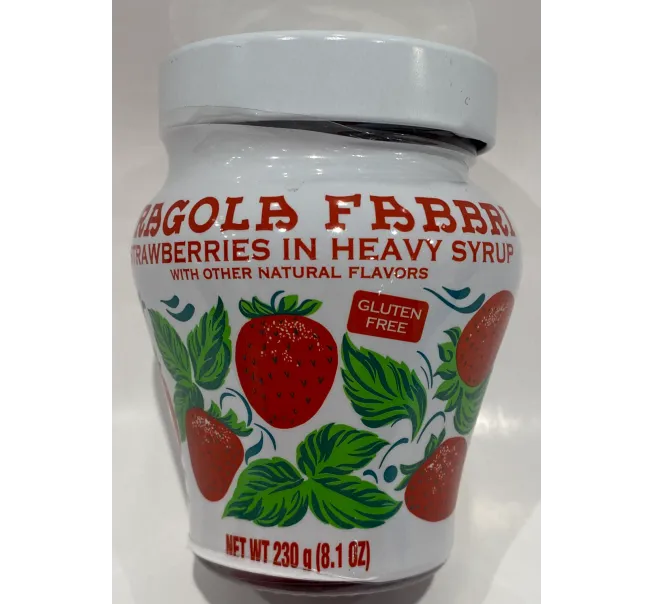 RAGOLA FABBRI
TRAWBERRIES IN HEAVY SYRUP
WITH OTHER NATURAL FLAVORS
GLUTEN
FREE
NET WT 230 g (8.1 OZ)